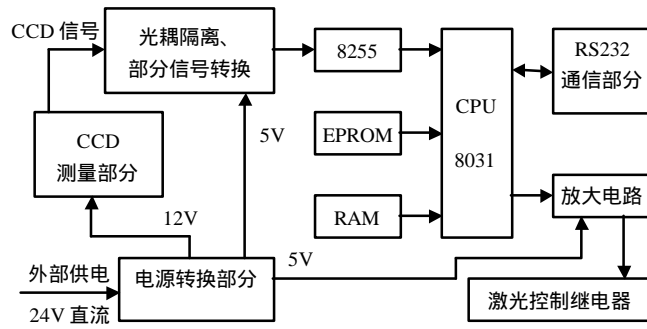 CCD 信号
光耦隔离、
部分信号转换
8255
RS232
通信部分
CPU
8031
CCD
测量部分
5V
EPROM
12V
RAM
放大电路
外部供电
24V 直流
电源转换部分
5V
激光控制继电器